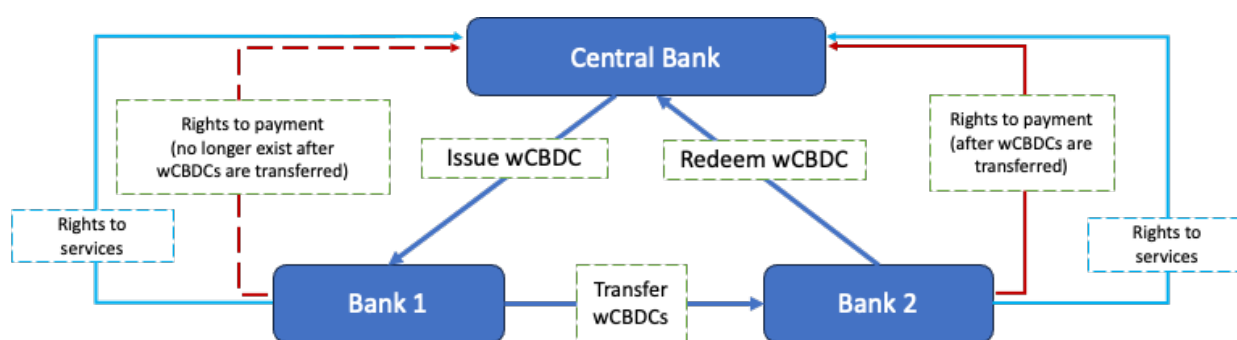 Central Bank
Rights to payment
(no longer exist after
wCBDCs are transferred)
Issue wCBDC
Redeem wCBDC
Rights to payment
(after wCBDCs are
transferred)
Rights to
services
Rights to
services
Bank 1
Transfer
wCBDCs
Bank 2